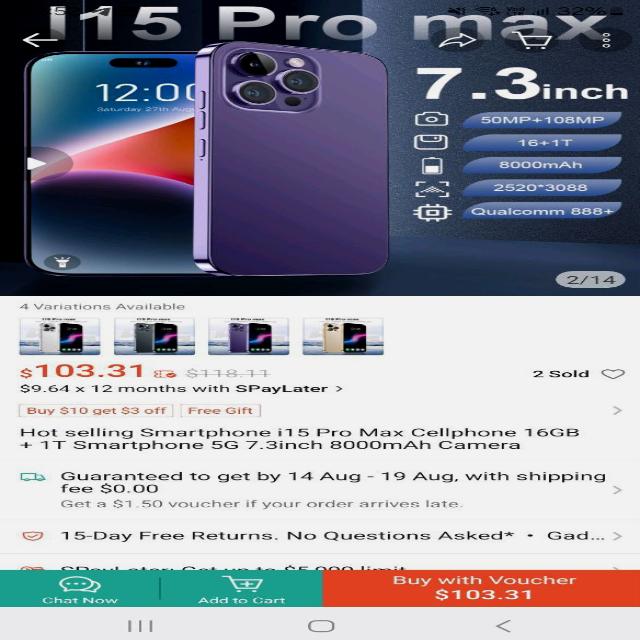 i15 Pro max
32%
12:00
Saturday 27th Aug
7.3inch
50MP+108MP
16+1T
8000mAh
2520*3088
Qualcomm 888+
2/14
4 Variations Available
$103.31 $118.11
2 Sold
$9.64 x 12 months with SPayLater >
Buy $10 get $3 off
Free Gift
Hot selling Smartphone i15 Pro Max Cellphone 16GB
+ 1T Smartphone 5G 7.3inch 8000mAh Camera
Guaranteed to get by 14 Aug - 19 Aug, with shipping
fee $0.00
Get a $1.50 voucher if your order arrives late.
15-Day Free Returns. No Questions Asked* • Gad...
SPayLater: Get up to $5,000 limit
Chat Now
Add to Cart
Buy with Voucher
$103.31